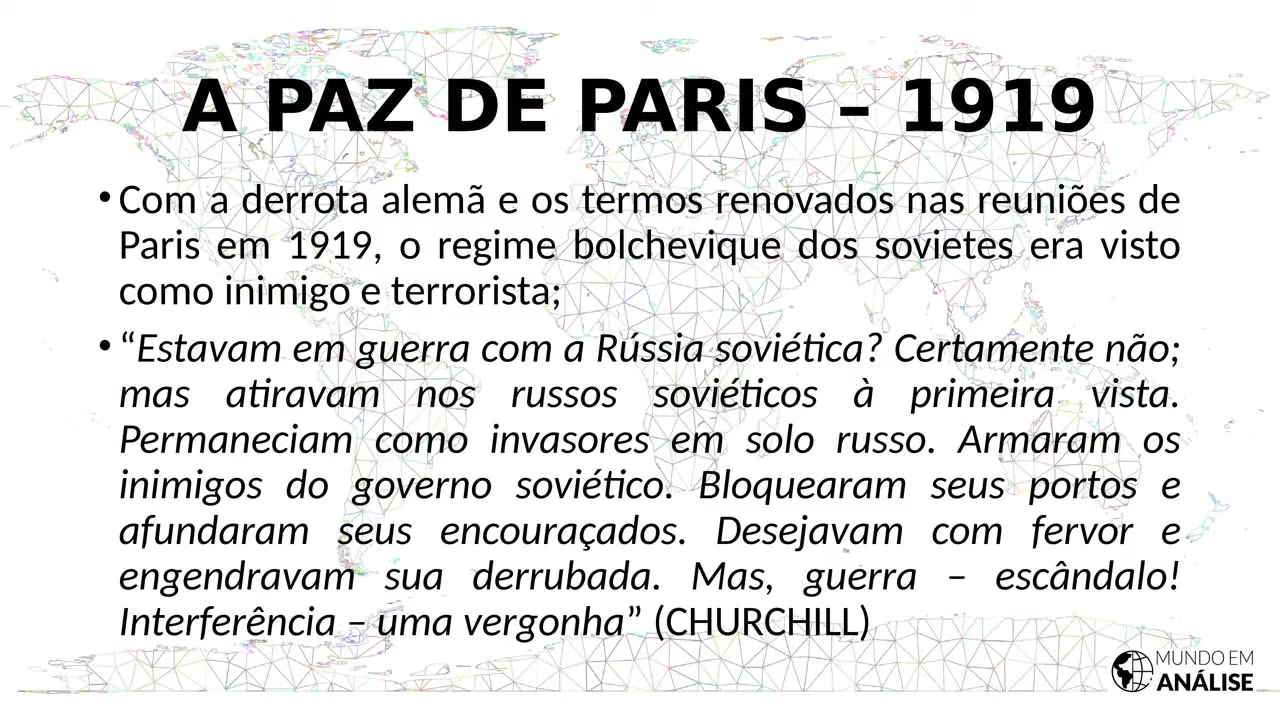 A PAZ DE PARIS – 1919
• Com a derrota alemã e os termos renovados nas reuniões de
Paris em 1919, o regime bolchevique dos sovietes era visto
como inimigo e terrorista;
• “Estavam em guerra com a Rússia soviética? Certamente não;
mas atiravam nos russos soviéticos à primeira vista.
Permaneciam como invasores em solo russo. Armaram os
inimigos do governo soviético. Bloquearam seus portos e
afundaram seus encouraçados. Desejavam com fervor e
engendravam sua derrubada. Mas, guerra – escândalo!
Interferência – uma vergonha” (CHURCHILL)
MUNDO EM
ANÁLISE